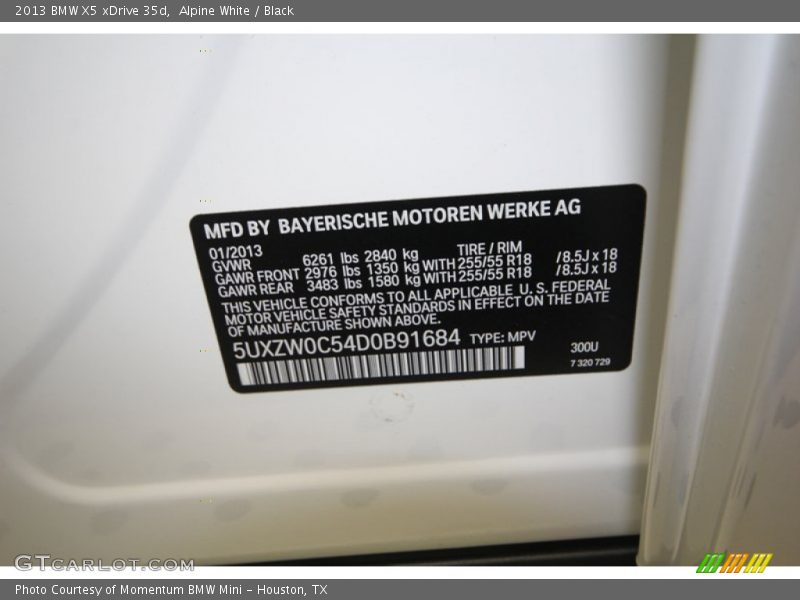 2013 BMW X5 xDrive 35d,  Alpine White / Black
MFD BY BAYERISCHE MOTOREN WERKE AG
01/2013 TIRE / RIM
GVWR 6261 lbs 2840 kg
GAWR FRONT 2976 lbs 1350 kg WITH 255/55 R18 /8.5J x 18
GAWR REAR 3483 lbs 1580 kg WITH 255/55 R18 /8.5J x 18
THIS VEHICLE CONFORMS TO ALL APPLICABLE U. S. FEDERAL
MOTOR VEHICLE SAFETY STANDARDS IN EFFECT ON THE DATE
OF MANUFACTURE SHOWN ABOVE.
5UXZW0C54D0B91684 TYPE: MPV
300U
7 320 729
GTCARLOT.COM
Photo Courtesy of Momentum BMW Mini - Houston, TX